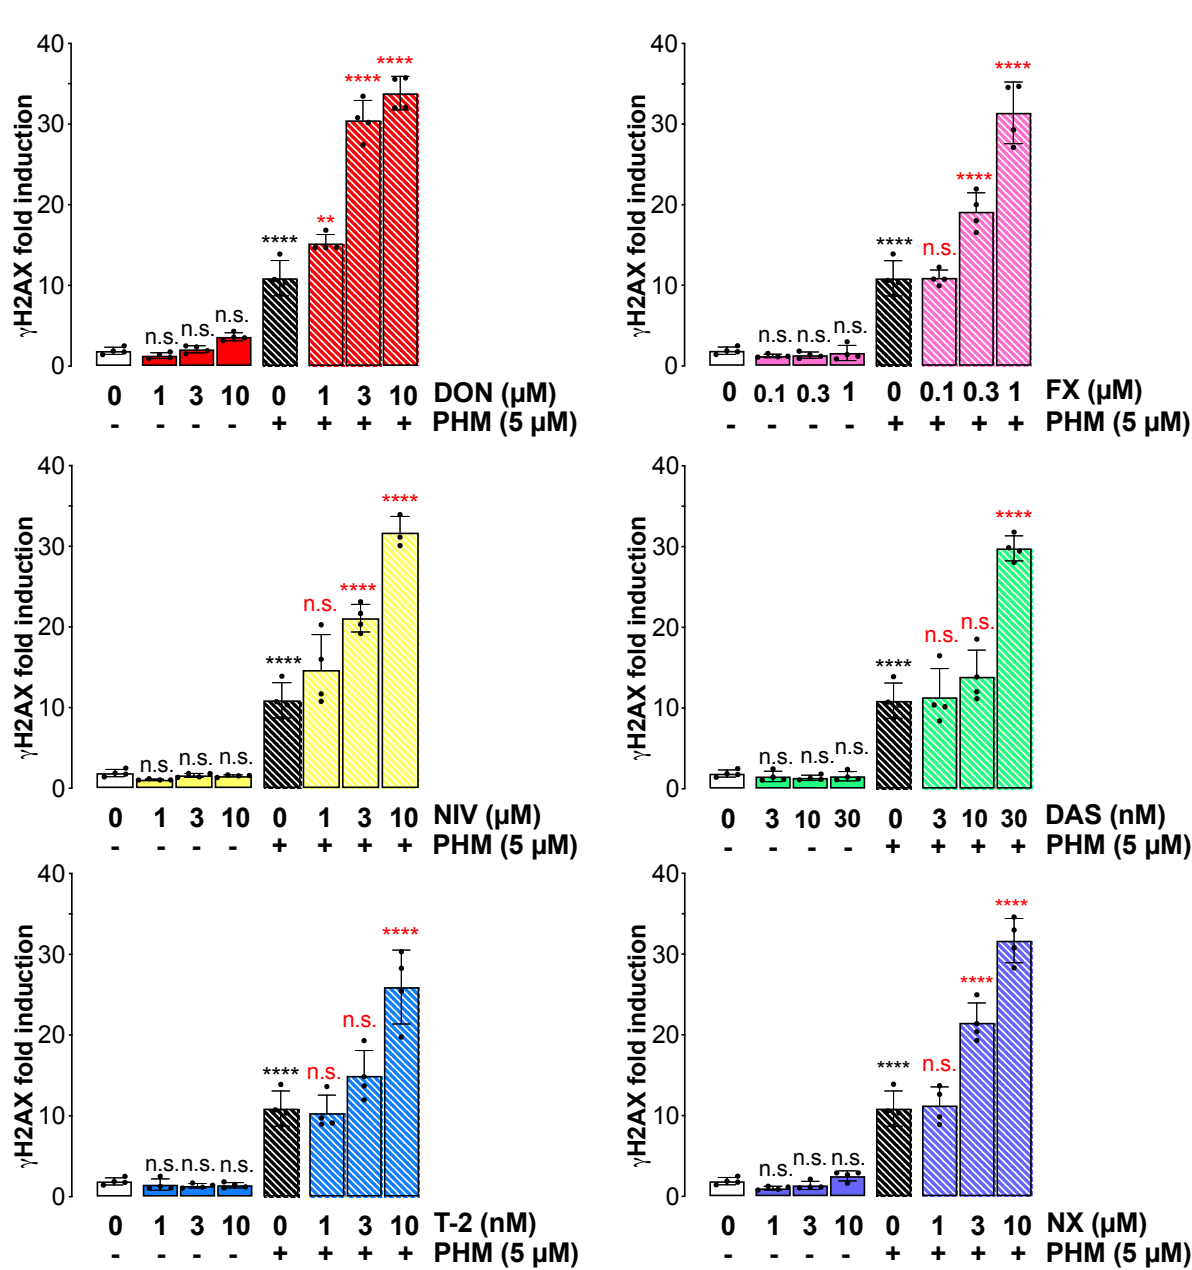 40
30
20
10
0
γH2AX fold induction
n.s. n.s. n.s. **** ** **** ****
0 1 3 10 0 1 3 10 DON (µM)
- - - - + + + + PHM (5 µM)
40
30
20
10
0
γH2AX fold induction
n.s. n.s. n.s. **** n.s. **** ****
0 0.1 0.3 1 0 0.1 0.3 1 FX (µM)
- - - - + + + + PHM (5 µM)
40
30
20
10
0
γH2AX fold induction
n.s. n.s. n.s. **** n.s. **** ****
0 1 3 10 0 1 3 10 NIV (µM)
- - - - + + + + PHM (5 µM)
40
30
20
10
0
γH2AX fold induction
n.s. n.s. n.s. **** n.s. n.s. ****
0 3 10 30 0 3 10 30 DAS (nM)
- - - - + + + + PHM (5 µM)
40
30
20
10
0
γH2AX fold induction
n.s. n.s. n.s. **** n.s. n.s. ****
0 1 3 10 0 1 3 10 T-2 (nM)
- - - - + + + + PHM (5 µM)
40
30
20
10
0
γH2AX fold induction
n.s. n.s. n.s. **** n.s. **** ****
0 1 3 10 0 1 3 10 NX (µM)
- - - - + + + + PHM (5 µM)